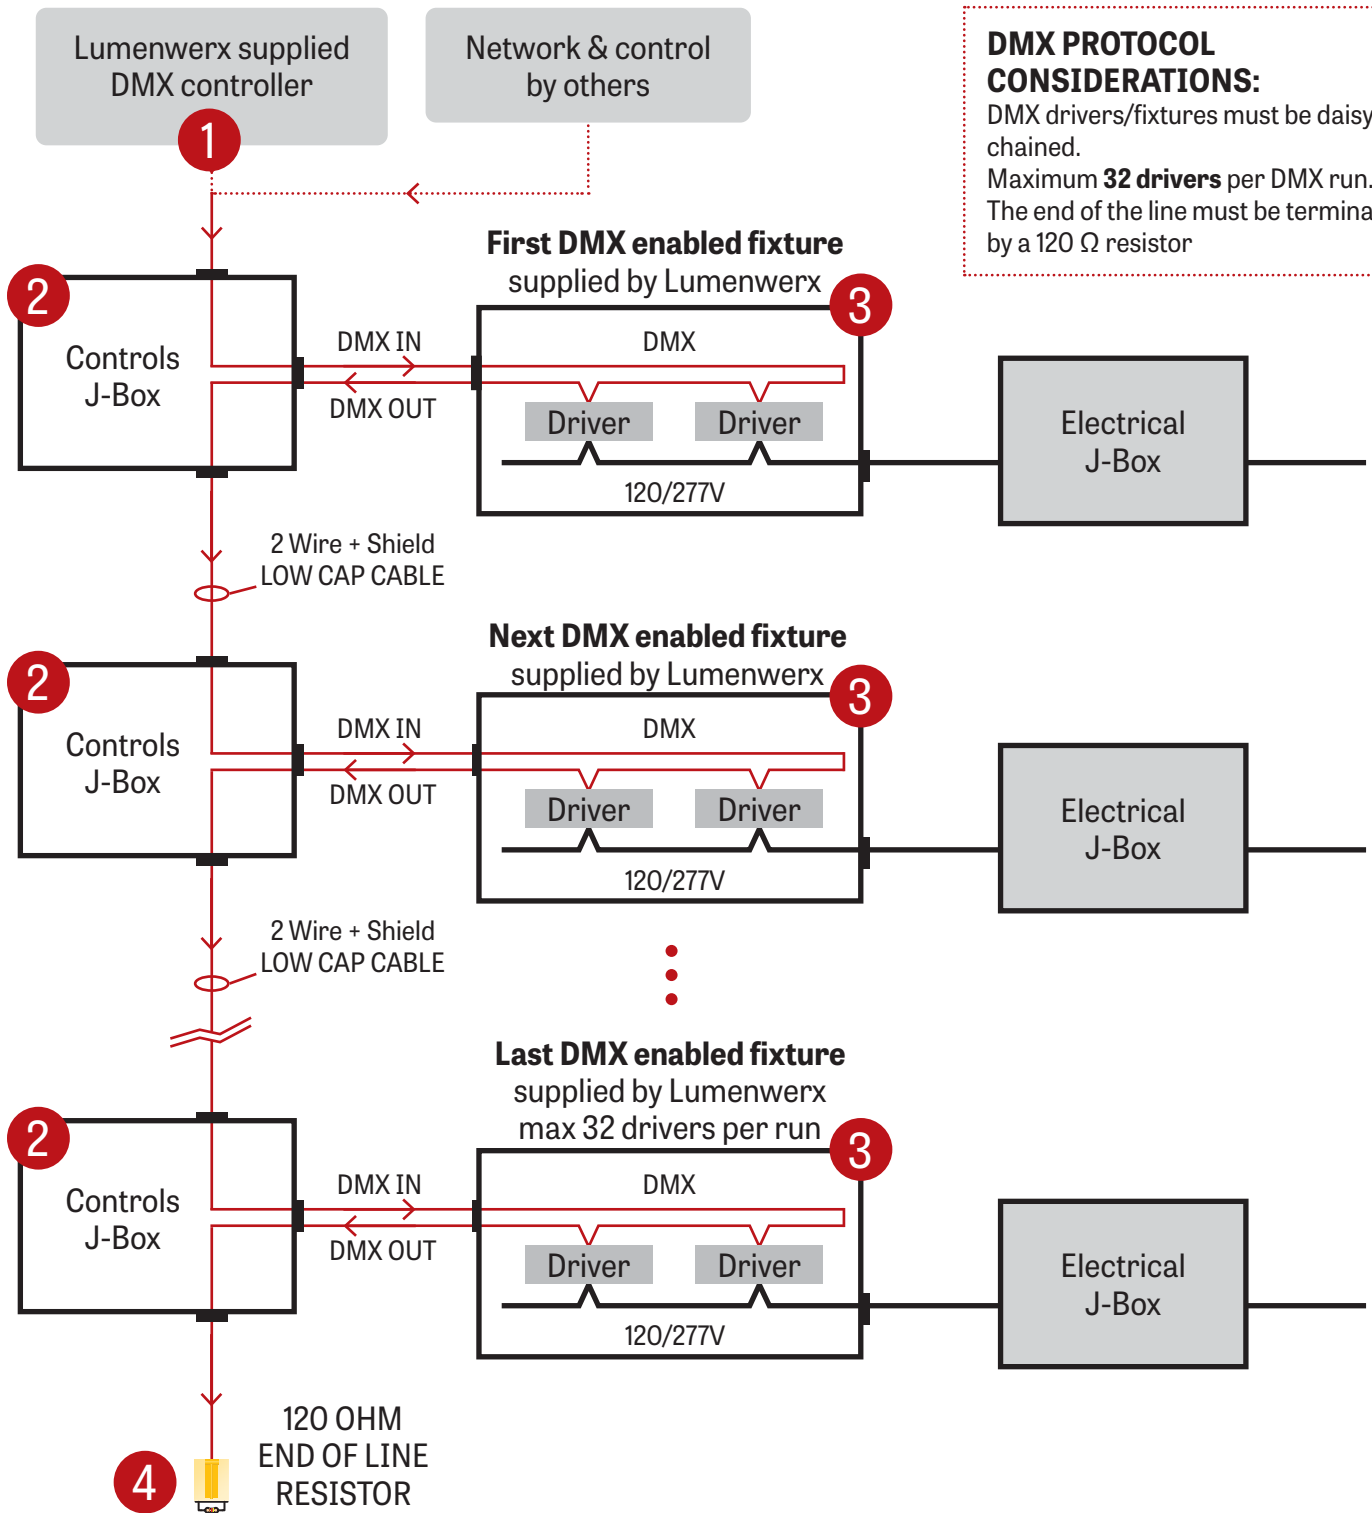 Lumenwerx supplied
DMX controller
1
Network & control
by others
DMX PROTOCOL
CONSIDERATIONS:
DMX drivers/fixtures must be daisy
chained.
Maximum 32 drivers per DMX run.
The end of the line must be termina
by a 120 Ω resistor
First DMX enabled fixture
supplied by Lumenwerx
2
Controls
J-Box
DMX IN
DMX OUT
3
DMX
Driver
Driver
120/277V
Electrical
J-Box
2 Wire + Shield
LOW CAP CABLE
Next DMX enabled fixture
supplied by Lumenwerx
2
Controls
J-Box
DMX IN
DMX OUT
3
DMX
Driver
Driver
120/277V
Electrical
J-Box
2 Wire + Shield
LOW CAP CABLE
Last DMX enabled fixture
supplied by Lumenwerx
max 32 drivers per run
2
Controls
J-Box
DMX IN
DMX OUT
3
DMX
Driver
Driver
120/277V
Electrical
J-Box
4
120 OHM
END OF LINE
RESISTOR